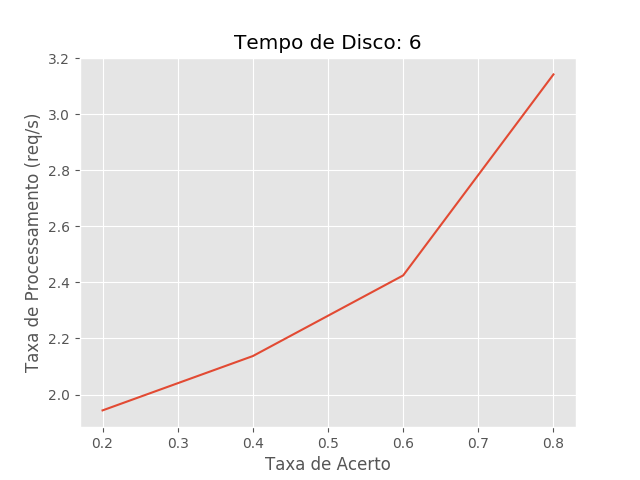 Tempo de Disco: 6
Taxa de Processamento (req/s)
3.2
3.0
2.8
2.6
2.4
2.2
2.0
0.2 0.3 0.4 0.5 0.6 0.7 0.8
Taxa de Acerto